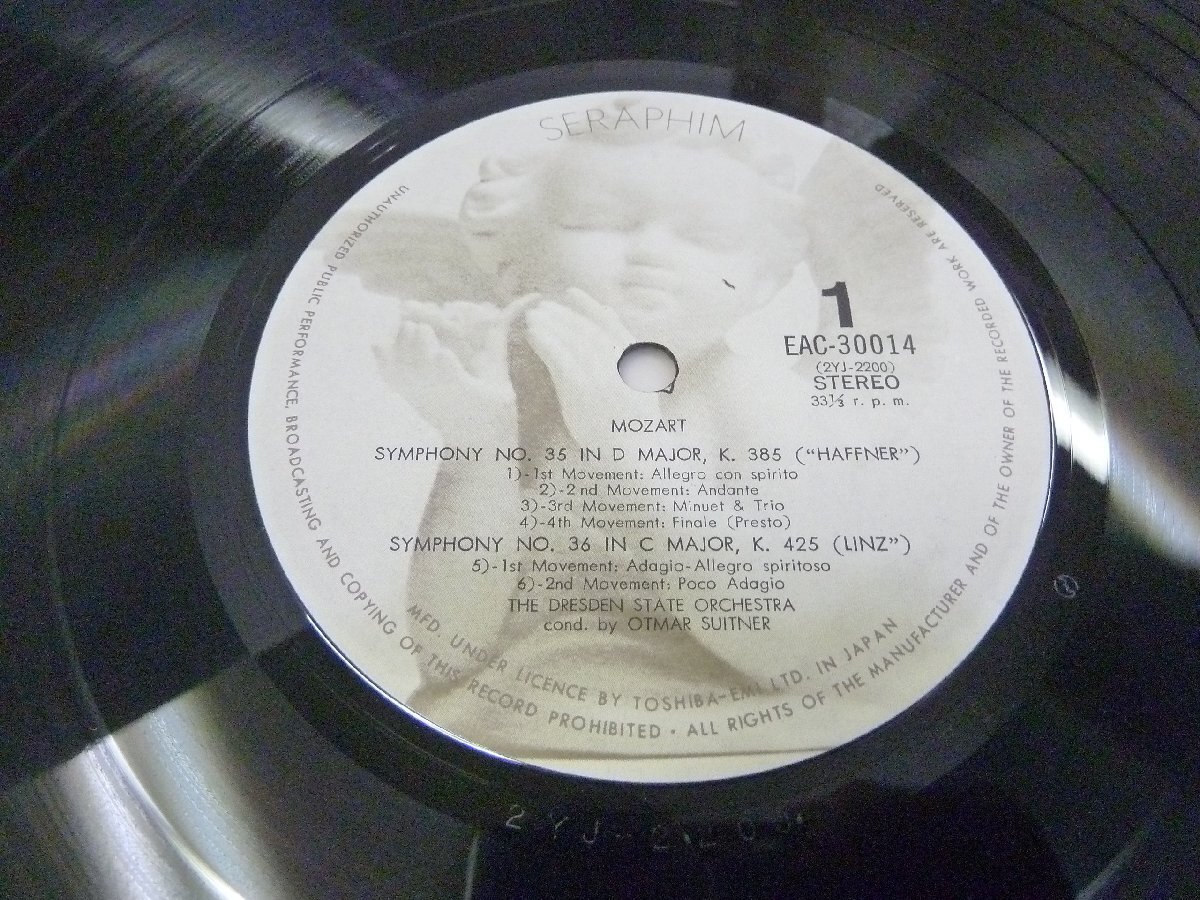 SERAPHIM
1
EAC-30014
(2YJ-2200)
STEREO
33⅓ r. p. m.
MOZART
SYMPHONY NO. 35 IN D MAJOR, K. 385 ("HAFFNER")
1)-1st Movement: Allegro con spirito
2)-2nd Movement: Andante
3)-3rd Movement: Minuet & Trio
4)-4th Movement: Finale (Presto)
SYMPHONY NO. 36 IN C MAJOR, K. 425 (LINZ")
5)-1st Movement: Adagio-Allegro spiritoso
6)-2nd Movement: Poco Adagio
THE DRESDEN STATE ORCHESTRA
cond. by OTMAR SUITNER
MFD. UNDER LICENCE BY TOSHIBA-EMI LTD. IN JAPAN
UNAUTHORIZED PUBLIC PERFORMANCE, BROADCASTING AND COPYING OF THIS RECORD PROHIBITED • ALL RIGHTS OF THE MANUFACTURER AND OF THE OWNER OF THE RECORDED WORK ARE RESERVED